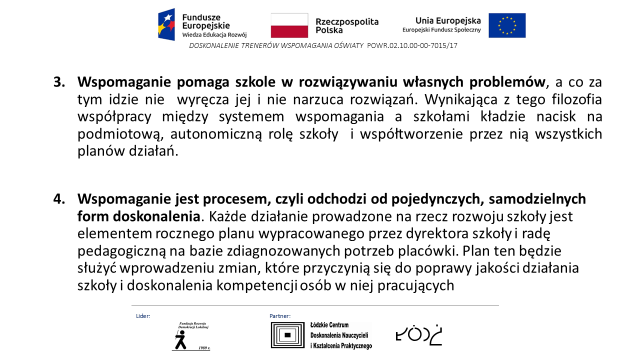 Fundusze
Europejskie
Wiedza Edukacja Rozwój
Rzeczpospolita
Polska
Unia Europejska
Europejski Fundusz Społeczny
DOSKONALENIE TRENERÓW WSPOMAGANIA OŚWIATY POWR.02.10.00-00-7015/17
3. Wspomaganie pomaga szkole w rozwiązywaniu własnych problemów, a co za
tym idzie nie wyręcza jej i nie narzuca rozwiązań. Wynikająca z tego filozofia
współpracy między systemem wspomagania a szkołami kładzie nacisk na
podmiotową, autonomiczną rolę szkoły i współtworzenie przez nią wszystkich
planów działań.
4. Wspomaganie jest procesem, czyli odchodzi od pojedynczych, samodzielnych
form doskonalenia. Każde działanie prowadzone na rzecz rozwoju szkoły jest
elementem rocznego planu wypracowanego przez dyrektora szkoły i radę
pedagogiczną na bazie zdiagnozowanych potrzeb placówki. Plan ten będzie
służyć wprowadzeniu zmian, które przyczynią się do poprawy jakości działania
szkoły i doskonalenia kompetencji osób w niej pracujących
Lider:
Fundacja Rozwoju
Demokracji Lokalnej
1989 r.
Partner:
Łódzkie Centrum
Doskonalenia Nauczycieli
i Kształcenia Praktycznego